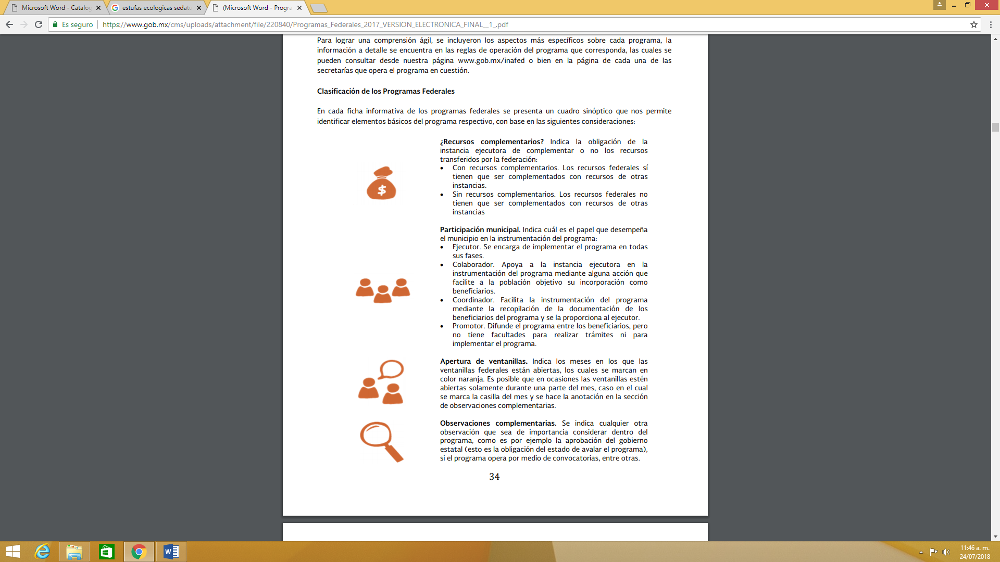 Microsoft Word - Catalog
estufas ecologicas sedatu
(Microsoft Word - Progra
Es seguro
https://www.gob.mx/cms/uploads/attachment/file/220840/Programas_Federales_2017_VERSION_ELECTRONICA_FINAL__1_.pdf
Para lograr una comprensión ágil, se incluyeron los aspectos más específicos sobre cada programa, la
información a detalle se encuentra en las reglas de operación del programa que corresponda, las cuales se
pueden consultar desde nuestra página www.gob.mx/inafed o bien en la página de cada una de las
secretarías que opera el programa en cuestión.
Clasificación de los Programas Federales
En cada ficha informativa de los programas federales se presenta un cuadro sinóptico que nos permite
identificar elementos básicos del programa respectivo, con base en las siguientes consideraciones:
¿Recursos complementarios? Indica la obligación de la
instancia ejecutora de complementar o no los recursos
transferidos por la federación:
• Con recursos complementarios. Los recursos federales sí
tienen que ser complementados con recursos de otras
instancias.
• Sin recursos complementarios. Los recursos federales no
tienen que ser complementados con recursos de otras
instancias
$
Participación municipal. Indica cuál es el papel que desempeña
el municipio en la instrumentación del programa:
• Ejecutor. Se encarga de implementar el programa en todas
sus fases.
• Colaborador. Apoya a la instancia ejecutora en la
instrumentación del programa mediante alguna acción que
facilite a la población objetivo su incorporación como
beneficiarios.
• Coordinador. Facilita la instrumentación del programa
mediante la recopilación de la documentación de los
beneficiarios del programa y se la proporciona al ejecutor.
• Promotor. Difunde el programa entre los beneficiarios, pero
no tiene facultades para realizar trámites ni para
implementar el programa.
Apertura de ventanillas. Indica los meses en los que las
ventanillas federales están abiertas, los cuales se marcan en
color naranja. Es posible que en ocasiones las ventanillas estén
abiertas solamente durante una parte del mes, caso en el cual
se marca la casilla del mes y se hace la anotación en la sección
de observaciones complementarias.
Observaciones complementarias. Se indica cualquier otra
observación que sea de importancia considerar dentro del
programa, como es por ejemplo la aprobación del gobierno
estatal (esto es la obligación del estado de avalar el programa),
si el programa opera por medio de convocatorias, entre otras.
34
11:46 a. m.
24/07/2018